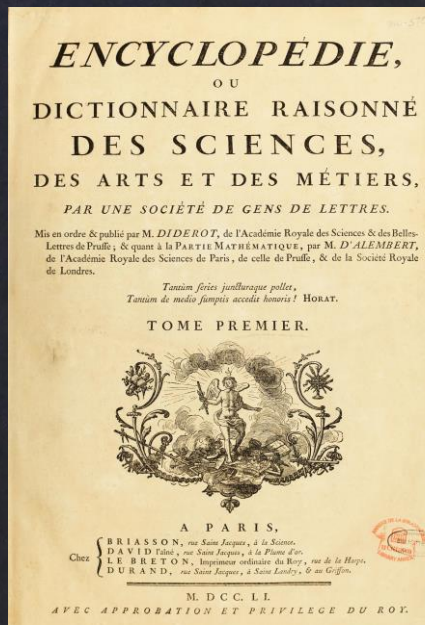 ENCYCLOPÉDIE,
OU
DICTIONNAIRE RAISONNÉ
DES SCIENCES,
DES ARTS ET DES MÉTIERS,
PAR UNE SOCIÉTÉ DE GENS DE LETTRES.
Mis en ordre & publié par M. DIDEROT, de l'Académie Royale des Sciences & des Belles-
Lettres de Prusse; & quant à la PARTIE MATHÉMATIQUE, par M. D'ALEMBERT,
de l'Académie Royale des Sciences de Paris, de celle de Prusse, & de la Société Royale
de Londres.
Tantùm series juncturaque pollet,
Tantùm de medio sumptis accedit honoris! HORAT.
TOME PREMIER.
A PARIS,
Chez
BRIASSON, rue Saint Jacques, à la Science.
DAVID l'aîné, rue Saint Jacques, à la Plume d'or.
LE BRETON, Imprimeur ordinaire du Roy, rue de la Harpe.
DURAND, rue Saint Jacques, à Saint Landry, & au Griffon.
M. DCC. LI.
AVEC APPROBATION ET PRIVILEGE DU ROY.